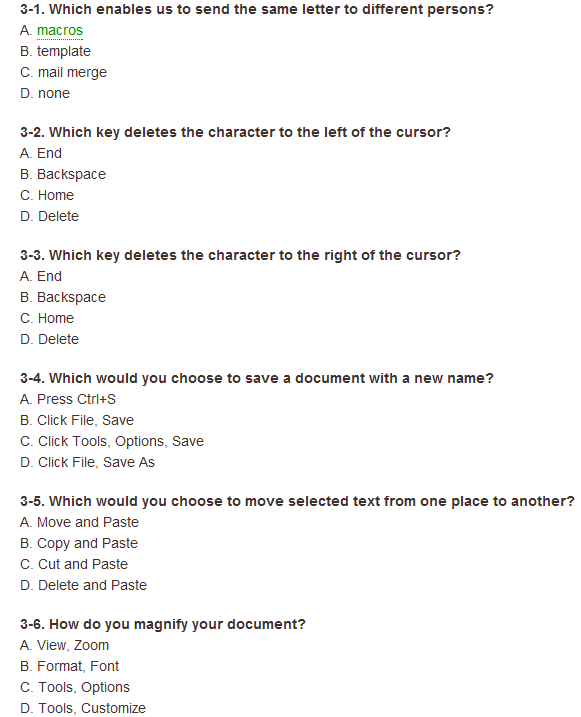 3-1. Which enables us to send the same letter to different persons?
A. macros
B. template
C. mail merge
D. none
3-2. Which key deletes the character to the left of the cursor?
A. End
B. Backspace
C. Home
D. Delete
3-3. Which key deletes the character to the right of the cursor?
A. End
B. Backspace
C. Home
D. Delete
3-4. Which would you choose to save a document with a new name?
A. Press Ctrl+S
B. Click File, Save
C. Click Tools, Options, Save
D. Click File, Save As
3-5. Which would you choose to move selected text from one place to another?
A. Move and Paste
B. Copy and Paste
C. Cut and Paste
D. Delete and Paste
3-6. How do you magnify your document?
A. View, Zoom
B. Format, Font
C. Tools, Options
D. Tools, Customize